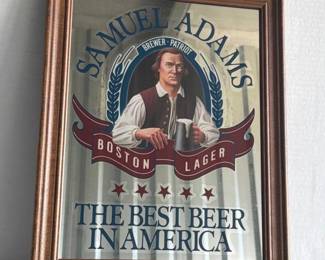 SAMUEL ADAMS
BREWER · PATRIOT
BOSTON LAGER
THE BEST BEER
IN AMERICA